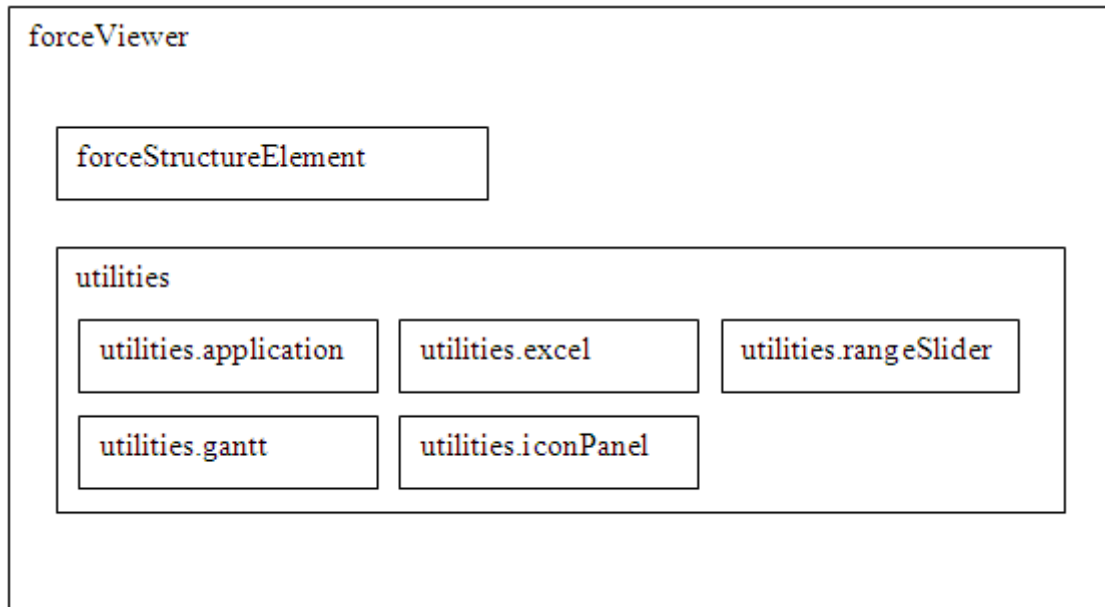 forceViewer
forceStructureElement
utilities
utilities.application
utilities.excel
utilities.rangeSlider
utilities.gantt
utilities.iconPanel